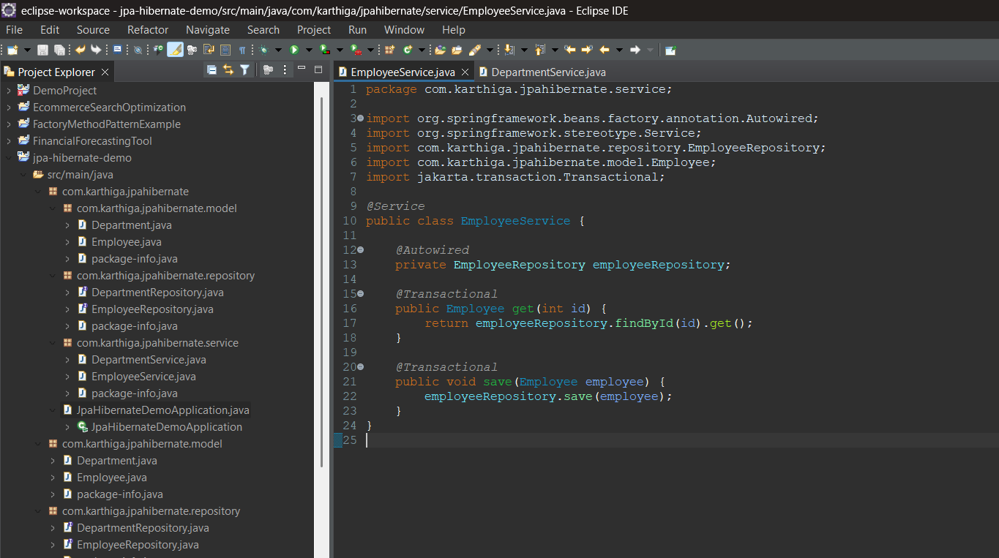 eclipse-workspace - jpa-hibernate-demo/src/main/java/com/karthiga/jpahibernate/service/EmployeeService.java - Eclipse IDE
File Edit Source Refactor Navigate Search Project Run Window Help
Project Explorer
DemoProject
EcommerceSearchOptimization
FactoryMethodPatternExample
FinancialForecastingTool
jpa-hibernate-demo
src/main/java
com.karthiga.jpahibernate
com.karthiga.jpahibernate.model
Department.java
Employee.java
package-info.java
com.karthiga.jpahibernate.repository
DepartmentRepository.java
EmployeeRepository.java
package-info.java
com.karthiga.jpahibernate.service
DepartmentService.java
EmployeeService.java
package-info.java
JpaHibernateDemoApplication.java
JpaHibernateDemoApplication
com.karthiga.jpahibernate.model
Department.java
Employee.java
package-info.java
com.karthiga.jpahibernate.repository
DepartmentRepository.java
EmployeeRepository.java
EmployeeService.java DepartmentService.java
1 package com.karthiga.jpahibernate.service;
2
3 import org.springframework.beans.factory.annotation.Autowired;
4 import org.springframework.stereotype.Service;
5 import com.karthiga.jpahibernate.repository.EmployeeRepository;
6 import com.karthiga.jpahibernate.model.Employee;
7 import jakarta.transaction.Transactional;
8
9 @Service
10 public class EmployeeService {
11
12 @Autowired
13 private EmployeeRepository employeeRepository;
14
15 @Transactional
16 public Employee get(int id) {
17 return employeeRepository.findById(id).get();
18 }
19
20 @Transactional
21 public void save(Employee employee) {
22 employeeRepository.save(employee);
23 }
24 }
25